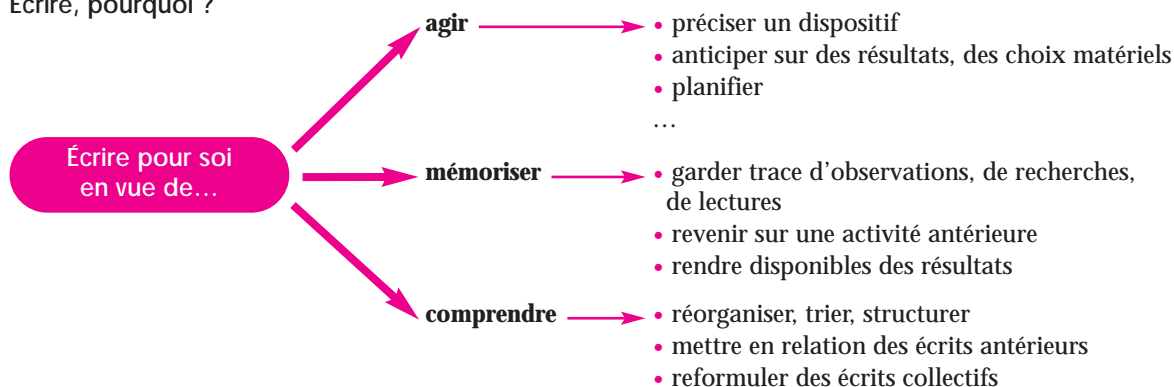 Écrire, pourquoi ?
agir
• préciser un dispositif
• anticiper sur des résultats, des choix matériels
• planifier
…
Écrire pour soi
en vue de…
mémoriser
• garder trace d’observations, de recherches,
de lectures
• revenir sur une activité antérieure
• rendre disponibles des résultats
comprendre
• réorganiser, trier, structurer
• mettre en relation des écrits antérieurs
• reformuler des écrits collectifs